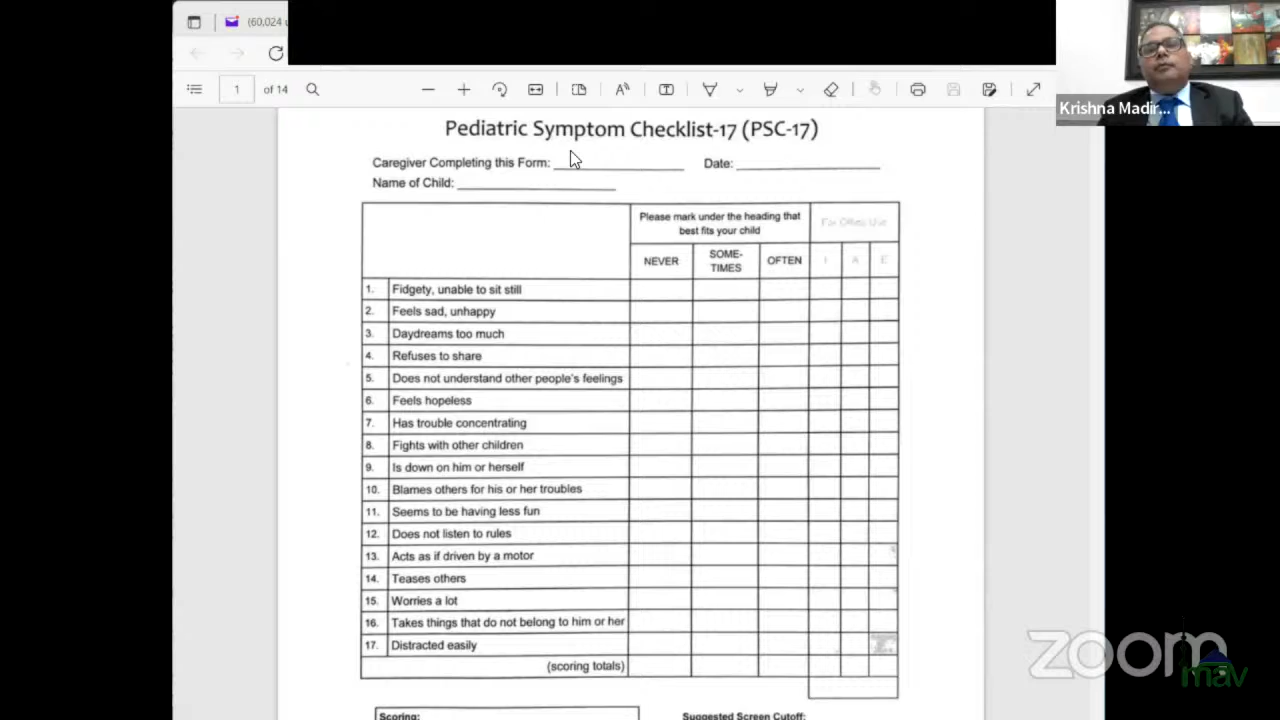 (60,024 u
1 of 14
Krishna Madir...
Pediatric Symptom Checklist-17 (PSC-17)
Caregiver Completing this Form: Date:
Name of Child:
Please mark under the heading that best fits your child
For Office Use
NEVER SOME-TIMES OFTEN I A E
1. Fidgety, unable to sit still
2. Feels sad, unhappy
3. Daydreams too much
4. Refuses to share
5. Does not understand other people's feelings
6. Feels hopeless
7. Has trouble concentrating
8. Fights with other children
9. Is down on him or herself
10. Blames others for his or her troubles
11. Seems to be having less fun
12. Does not listen to rules
13. Acts as if driven by a motor
14. Teases others
15. Worries a lot
16. Takes things that do not belong to him or her
17. Distracted easily
(scoring totals)
Scoring: Suggested Screen Cutoff:
zoom
mav